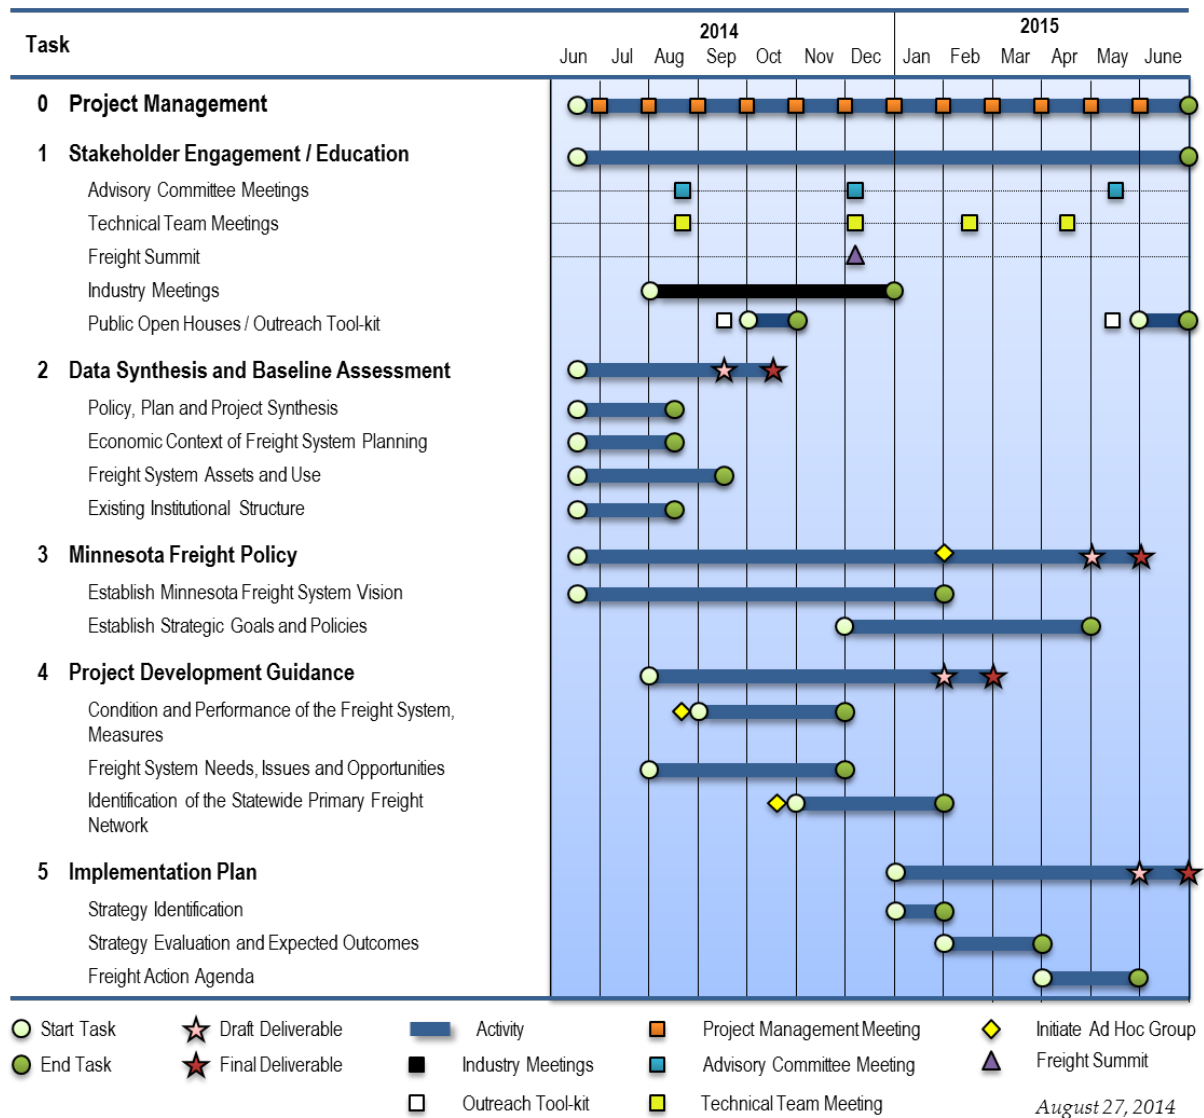 Task
2014
2015
Jun Jul Aug Sep Oct Nov Dec Jan Feb Mar Apr May June
0 Project Management
1 Stakeholder Engagement / Education
Advisory Committee Meetings
Technical Team Meetings
Freight Summit
Industry Meetings
Public Open Houses / Outreach Tool-kit
2 Data Synthesis and Baseline Assessment
Policy, Plan and Project Synthesis
Economic Context of Freight System Planning
Freight System Assets and Use
Existing Institutional Structure
3 Minnesota Freight Policy
Establish Minnesota Freight System Vision
Establish Strategic Goals and Policies
4 Project Development Guidance
Condition and Performance of the Freight System,
Measures
Freight System Needs, Issues and Opportunities
Identification of the Statewide Primary Freight
Network
5 Implementation Plan
Strategy Identification
Strategy Evaluation and Expected Outcomes
Freight Action Agenda
Start Task Draft Deliverable Activity Project Management Meeting Initiate Ad Hoc Group
End Task Final Deliverable Industry Meetings Advisory Committee Meeting Freight Summit
Outreach Tool-kit Technical Team Meeting August 27, 2014